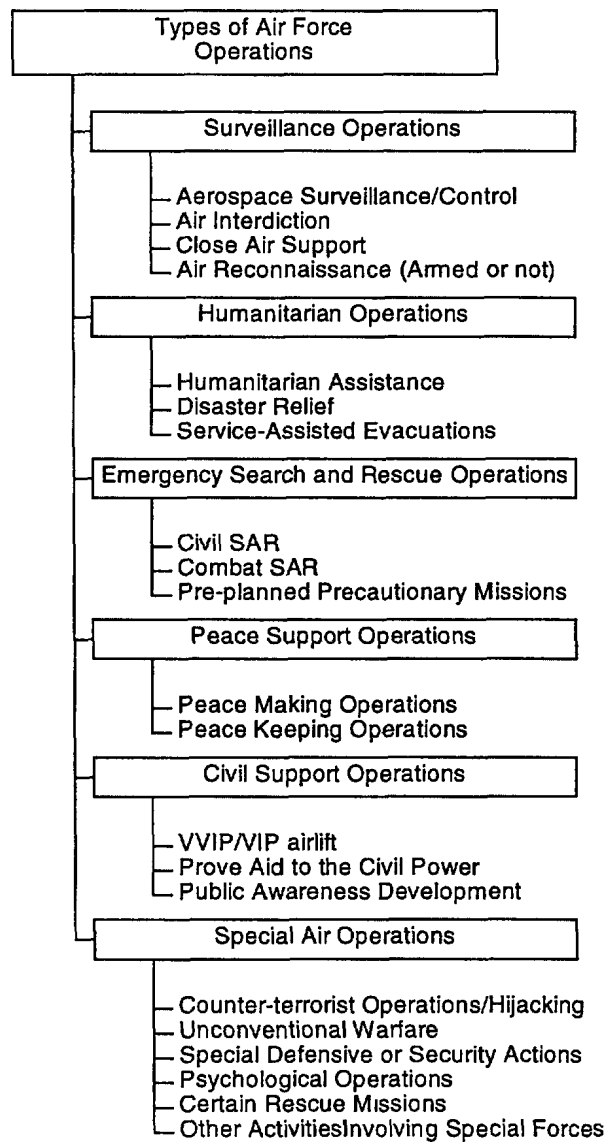 Types of Air Force
Operations
Surveillance Operations
Aerospace Surveillance/Control
Air Interdiction
Close Air Support
Air Reconnaissance (Armed or not)
Humanitarian Operations
Humanitarian Assistance
Disaster Relief
Service-Assisted Evacuations
Emergency Search and Rescue Operations
Civil SAR
Combat SAR
Pre-planned Precautionary Missions
Peace Support Operations
Peace Making Operations
Peace Keeping Operations
Civil Support Operations
VVIP/VIP airlift
Prove Aid to the Civil Power
Public Awareness Development
Special Air Operations
Counter-terrorist Operations/Hijacking
Unconventional Warfare
Special Defensive or Security Actions
Psychological Operations
Certain Rescue Missions
Other ActivitiesInvolving Special Forces